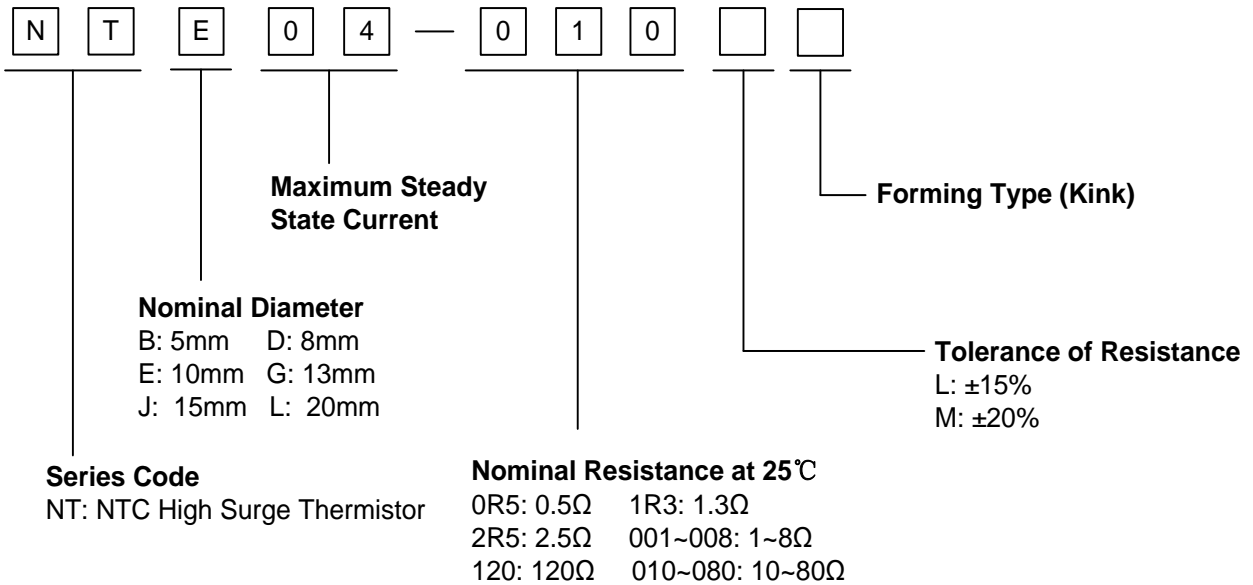 N T E 0 4 — 0 1 0
Maximum Steady
State Current
Forming Type (Kink)
Nominal Diameter
B: 5mm D: 8mm
E: 10mm G: 13mm
J: 15mm L: 20mm
Tolerance of Resistance
L: ±15%
M: ±20%
Series Code
NT: NTC High Surge Thermistor
Nominal Resistance at 25℃
0R5: 0.5Ω 1R3: 1.3Ω
2R5: 2.5Ω 001~008: 1~8Ω
120: 120Ω 010~080: 10~80Ω